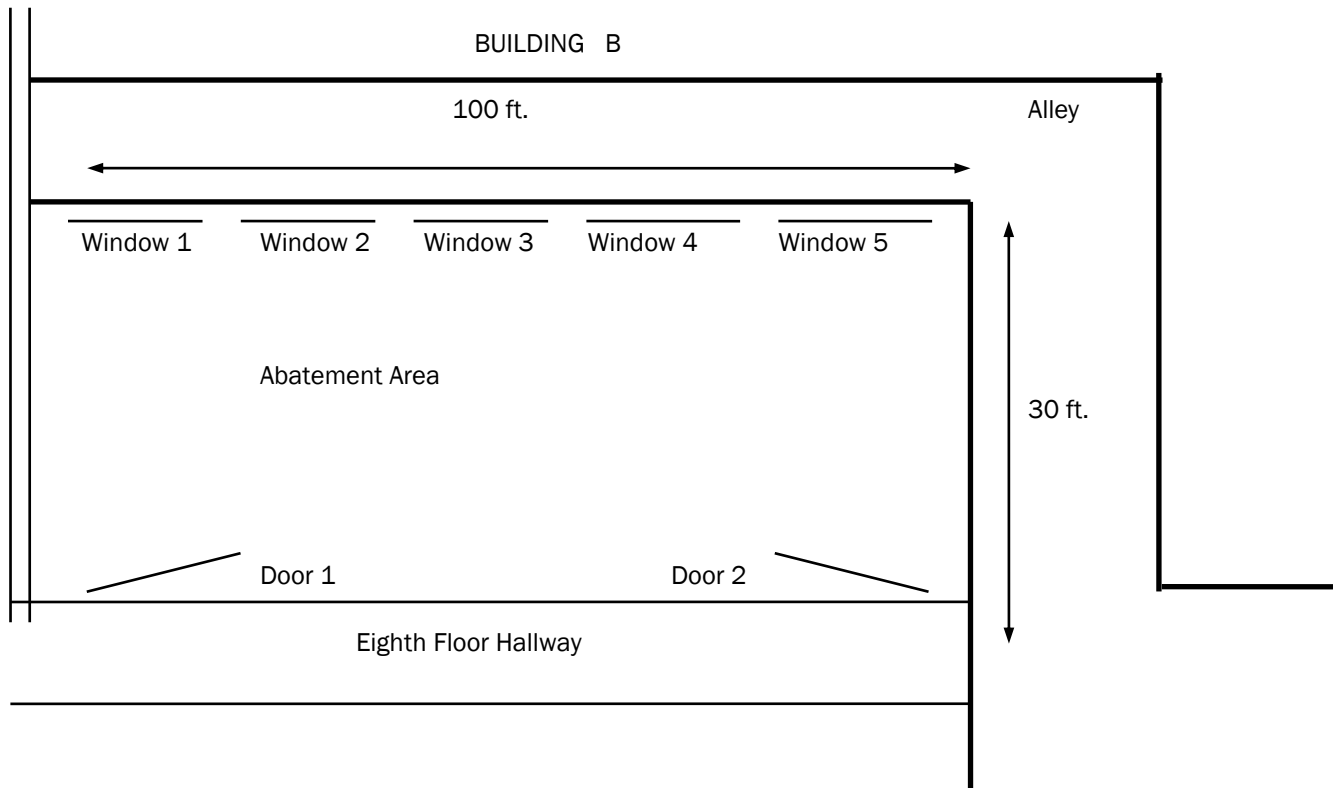 BUILDING B
100 ft.
Alley
Window 1
Window 2
Window 3
Window 4
Window 5
Abatement Area
30 ft.
Door 1
Door 2
Eighth Floor Hallway